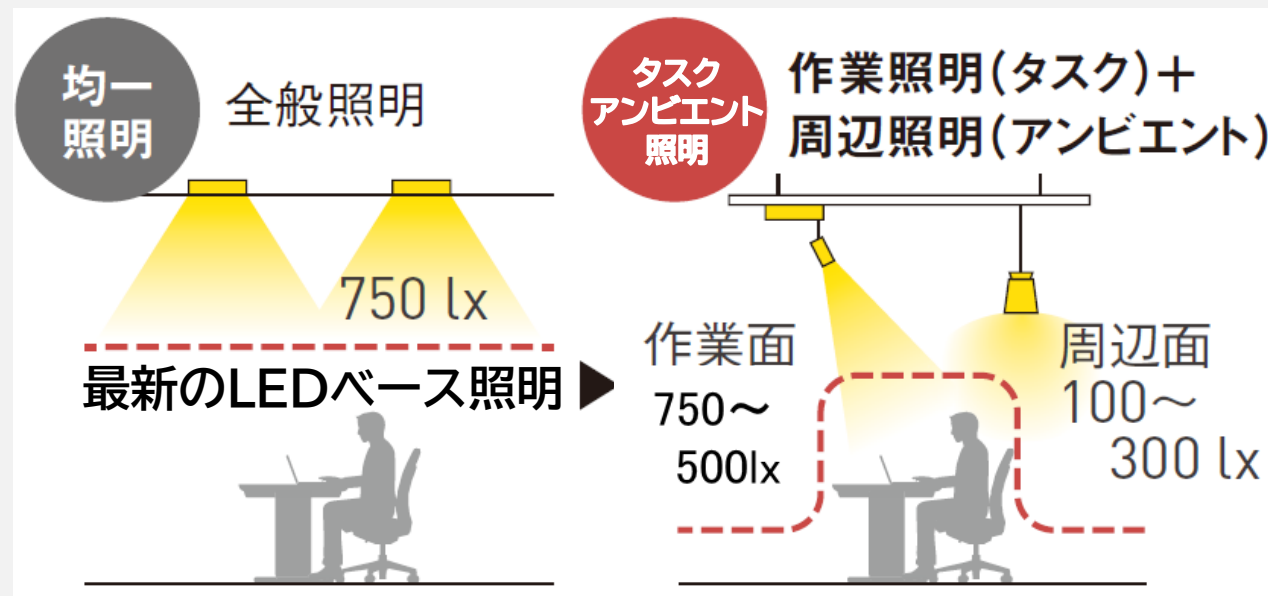 均一
照明
全般照明
750 lx
最新のLEDベース照明
タスク
アンビエント
照明
作業照明(タスク)+
周辺照明(アンビエント)
作業面
750～
500lx
周辺面
100～
300 lx